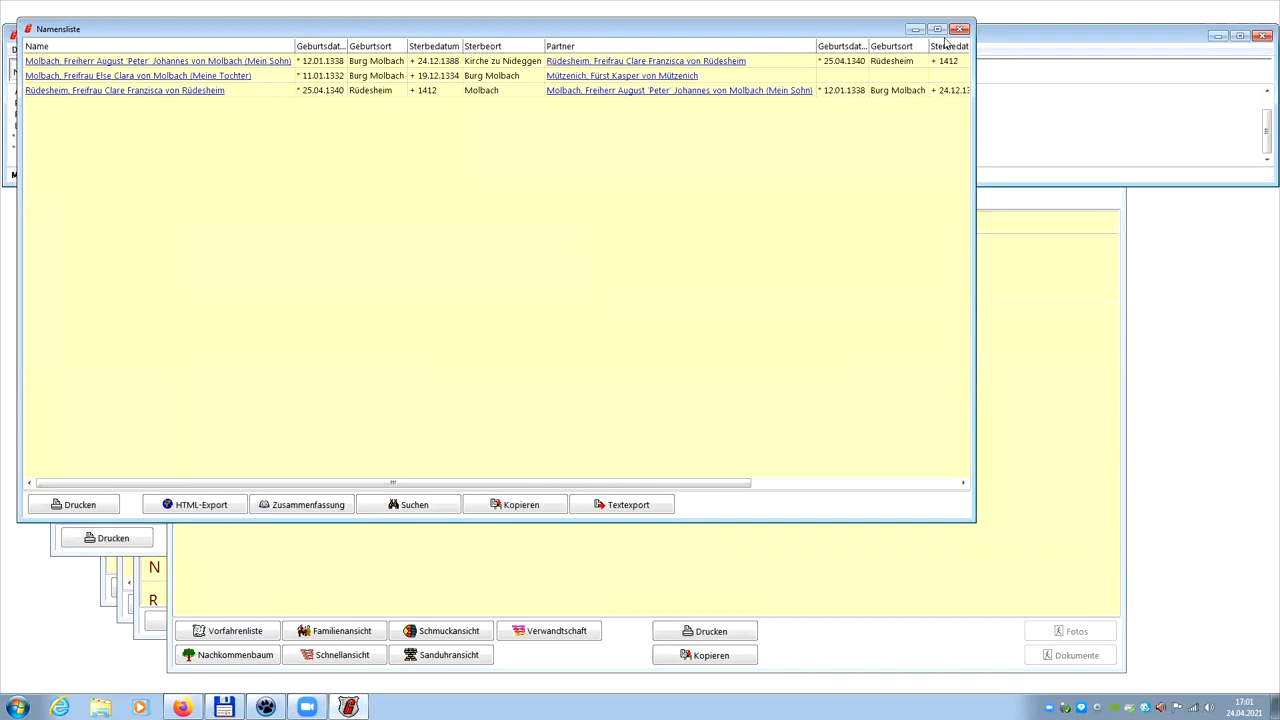 Namensliste
Name Geburtsdat... Geburtsort Sterbedatum Sterbeort Partner Geburtsdat... Geburtsort Sterbedat
Molbach, Freiherr August 'Peter' Johannes von Molbach (Mein Sohn) * 12.01.1338 Burg Molbach + 24.12.1388 Kirche zu Nideggen Rüdesheim, Freifrau Clare Franzisca von Rüdesheim * 25.04.1340 Rüdesheim + 1412
Molbach, Freifrau Else Clara von Molbach (Meine Tochter) * 11.01.1332 Burg Molbach + 19.12.1334 Burg Molbach Mützenich, Fürst Kasper von Mützenich
Rüdesheim, Freifrau Clare Franzisca von Rüdesheim * 25.04.1340 Rüdesheim + 1412 Molbach Molbach, Freiherr August 'Peter' Johannes von Molbach (Mein Sohn) * 12.01.1338 Burg Molbach + 24.12.13
Drucken HTML-Export Zusammenfassung Suchen Kopieren Textexport
Drucken
N
R
Vorfahrenliste Familienansicht Schmuckansicht Verwandtschaft Drucken Fotos
Nachkommenbaum Schnellansicht Sanduhransicht Kopieren Dokumente
17:01
24.04.2021